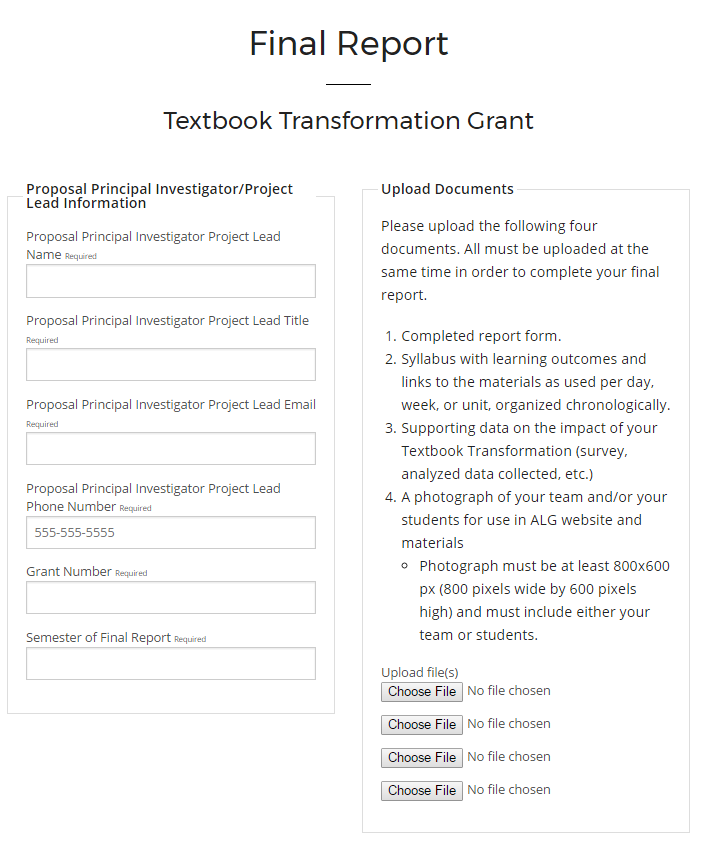 Final Report
Textbook Transformation Grant
Proposal Principal Investigator/Project
Lead Information
Proposal Principal Investigator Project Lead
Name Required
Proposal Principal Investigator Project Lead Title
Required
Proposal Principal Investigator Project Lead Email
Required
Proposal Principal Investigator Project Lead
Phone Number Required
555-555-5555
Grant Number Required
Semester of Final Report Required
Upload Documents
Please upload the following four
documents. All must be uploaded at the
same time in order to complete your final
report.
1. Completed report form.
2. Syllabus with learning outcomes and
links to the materials as used per day,
week, or unit, organized chronologically.
3. Supporting data on the impact of your
Textbook Transformation (survey,
analyzed data collected, etc.)
4. A photograph of your team and/or your
students for use in ALG website and
materials
Photograph must be at least 800x600
px (800 pixels wide by 600 pixels
high) and must include either your
team or students.
Upload file(s)
Choose File No file chosen
Choose File No file chosen
Choose File No file chosen
Choose File No file chosen